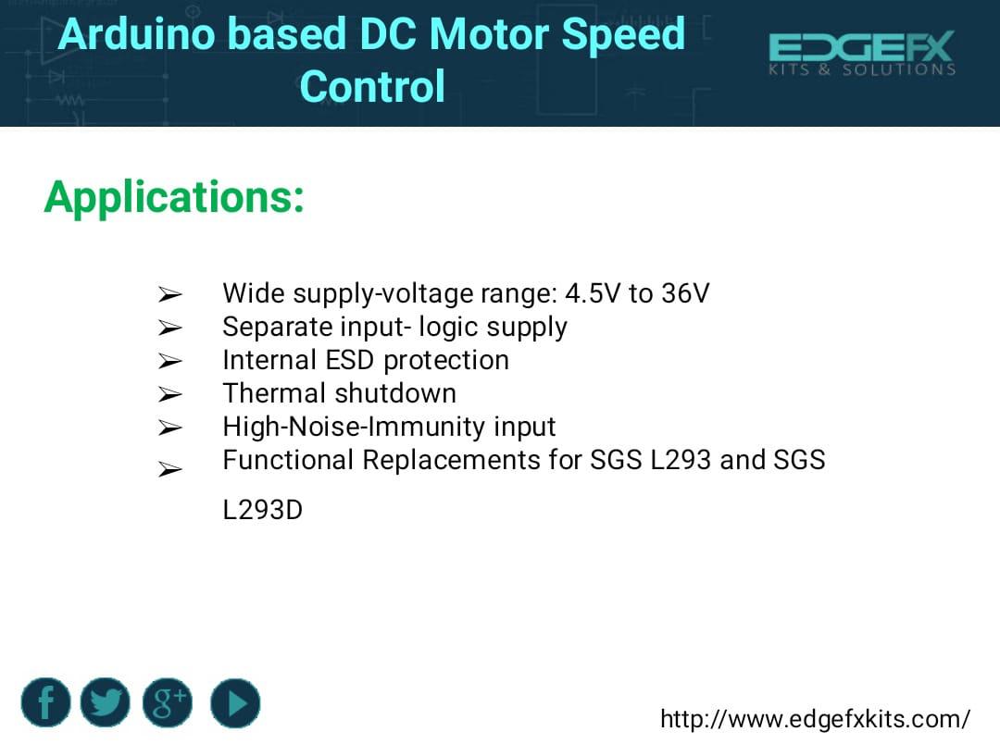 Arduino based DC Motor Speed
Control
EDGEFX
KITS & SOLUTIONS
Applications:
➢ Wide supply-voltage range: 4.5V to 36V
➢ Separate input- logic supply
➢ Internal ESD protection
➢ Thermal shutdown
➢ High-Noise-Immunity input
➢ Functional Replacements for SGS L293 and SGS
L293D
f
g+
http://www.edgefxkits.com/